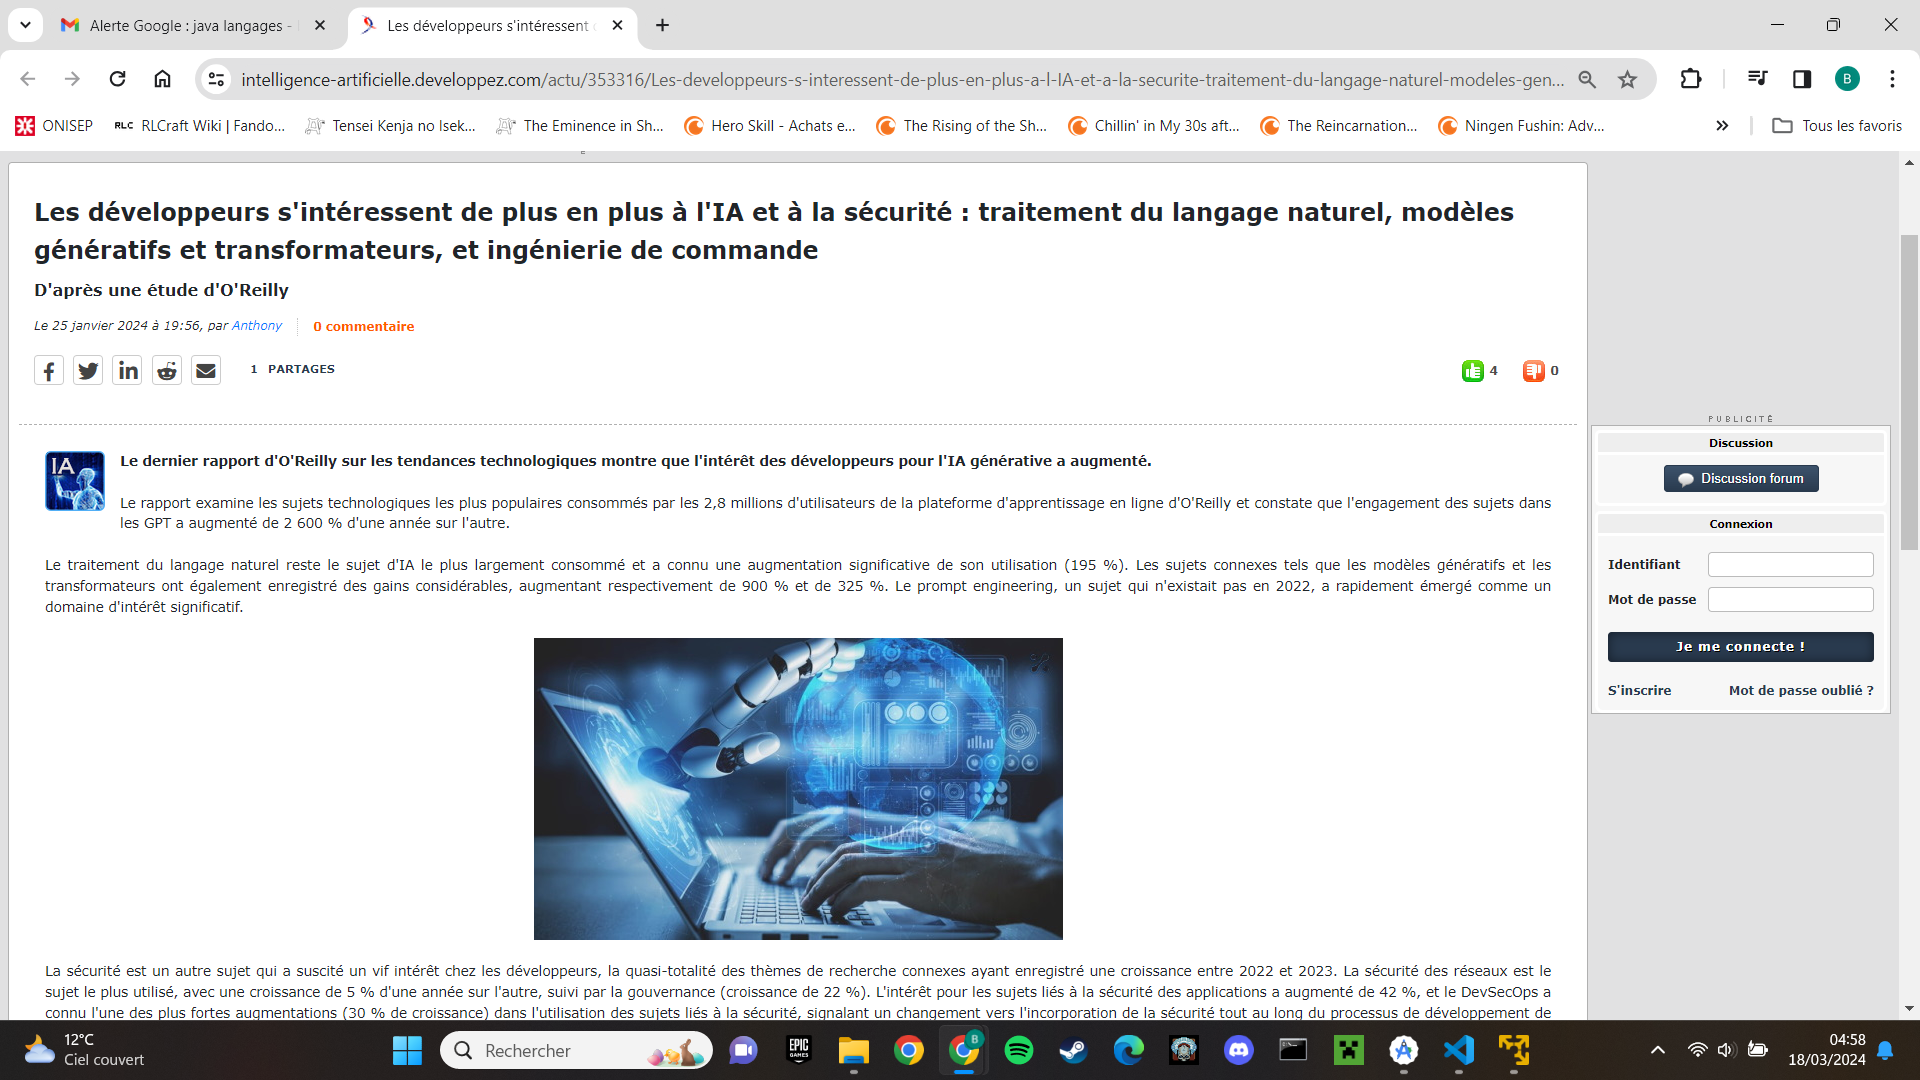 Alerte Google : java langages -
Les développeurs s'intéressent
intelligence-artificielle.developpez.com/actu/353316/Les-developpeurs-s-interessent-de-plus-en-plus-a-l-IA-et-a-la-securite-traitement-du-langage-naturel-modeles-gen...
B
ONISEP
RLC RLCraft Wiki | Fando...
Tensei Kenja no Isek...
The Eminence in Sh...
Hero Skill - Achats e...
The Rising of the Sh...
Chillin' in My 30s aft...
The Reincarnation...
Ningen Fushin: Adv...
Tous les favoris
Les développeurs s'intéressent de plus en plus à l'IA et à la sécurité : traitement du langage naturel, modèles
génératifs et transformateurs, et ingénierie de commande
D'après une étude d'O'Reilly
Le 25 janvier 2024 à 19:56, par Anthony
0 commentaire
1 PARTAGES
4
0
IA
Le dernier rapport d'O'Reilly sur les tendances technologiques montre que l'intérêt des développeurs pour l'IA générative a augmenté.
Le rapport examine les sujets technologiques les plus populaires consommés par les 2,8 millions d'utilisateurs de la plateforme d'apprentissage en ligne d'O'Reilly et constate que l'engagement des sujets dans
les GPT a augmenté de 2 600 % d'une année sur l'autre.
Le traitement du langage naturel reste le sujet d'IA le plus largement consommé et a connu une augmentation significative de son utilisation (195 %). Les sujets connexes tels que les modèles génératifs et les
transformateurs ont également enregistré des gains considérables, augmentant respectivement de 900 % et de 325 %. Le prompt engineering, un sujet qui n'existait pas en 2022, a rapidement émergé comme un
domaine d'intérêt significatif.
La sécurité est un autre sujet qui a suscité un vif intérêt chez les développeurs, la quasi-totalité des thèmes de recherche connexes ayant enregistré une croissance entre 2022 et 2023. La sécurité des réseaux est le
sujet le plus utilisé, avec une croissance de 5 % d'une année sur l'autre, suivi par la gouvernance (croissance de 22 %). L'intérêt pour les sujets liés à la sécurité des applications a augmenté de 42 %, et le DevSecOps a
connu l'une des plus fortes augmentations (30 % de croissance) dans l'utilisation des sujets liés à la sécurité, signalant un changement vers l'incorporation de la sécurité tout au long du processus de développement de
PUBLICITÉ
Discussion
Discussion forum
Connexion
Identifiant
Mot de passe
Je me connecte !
S'inscrire
Mot de passe oublié ?
12°C
Ciel couvert
Rechercher
EPIC
GAMES
B
04:58
18/03/2024